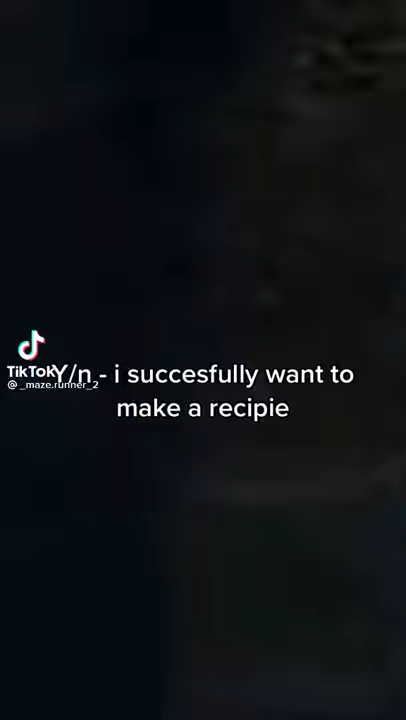 TikTok
@_maze.runner_2
Y/n - i succesfully want to
make a recipie